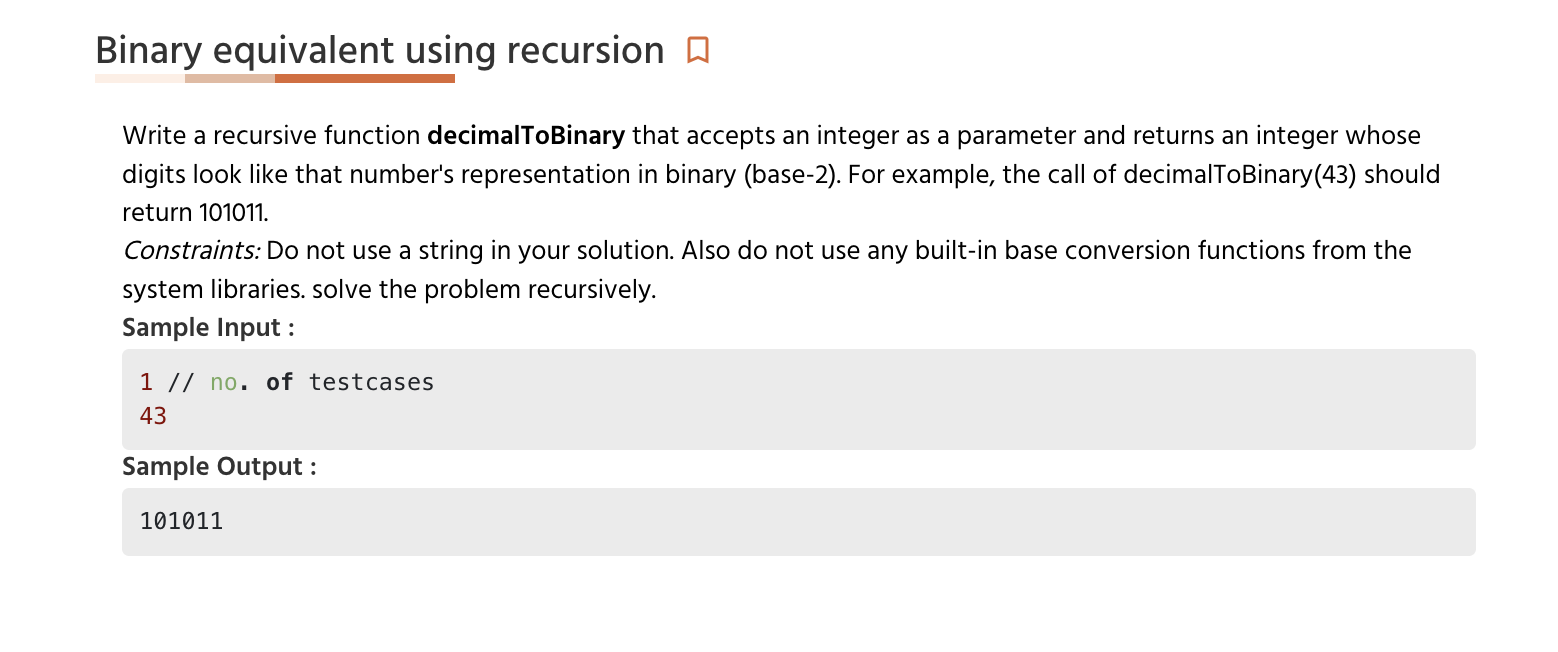 Binary equivalent using recursion
Write a recursive function decimalToBinary that accepts an integer as a parameter and returns an integer whose
digits look like that number's representation in binary (base-2). For example, the call of decimalToBinary(43) should
return 101011.
Constraints: Do not use a string in your solution. Also do not use any built-in base conversion functions from the
system libraries. solve the problem recursively.
Sample Input :
1 // no. of testcases
43
Sample Output :
101011